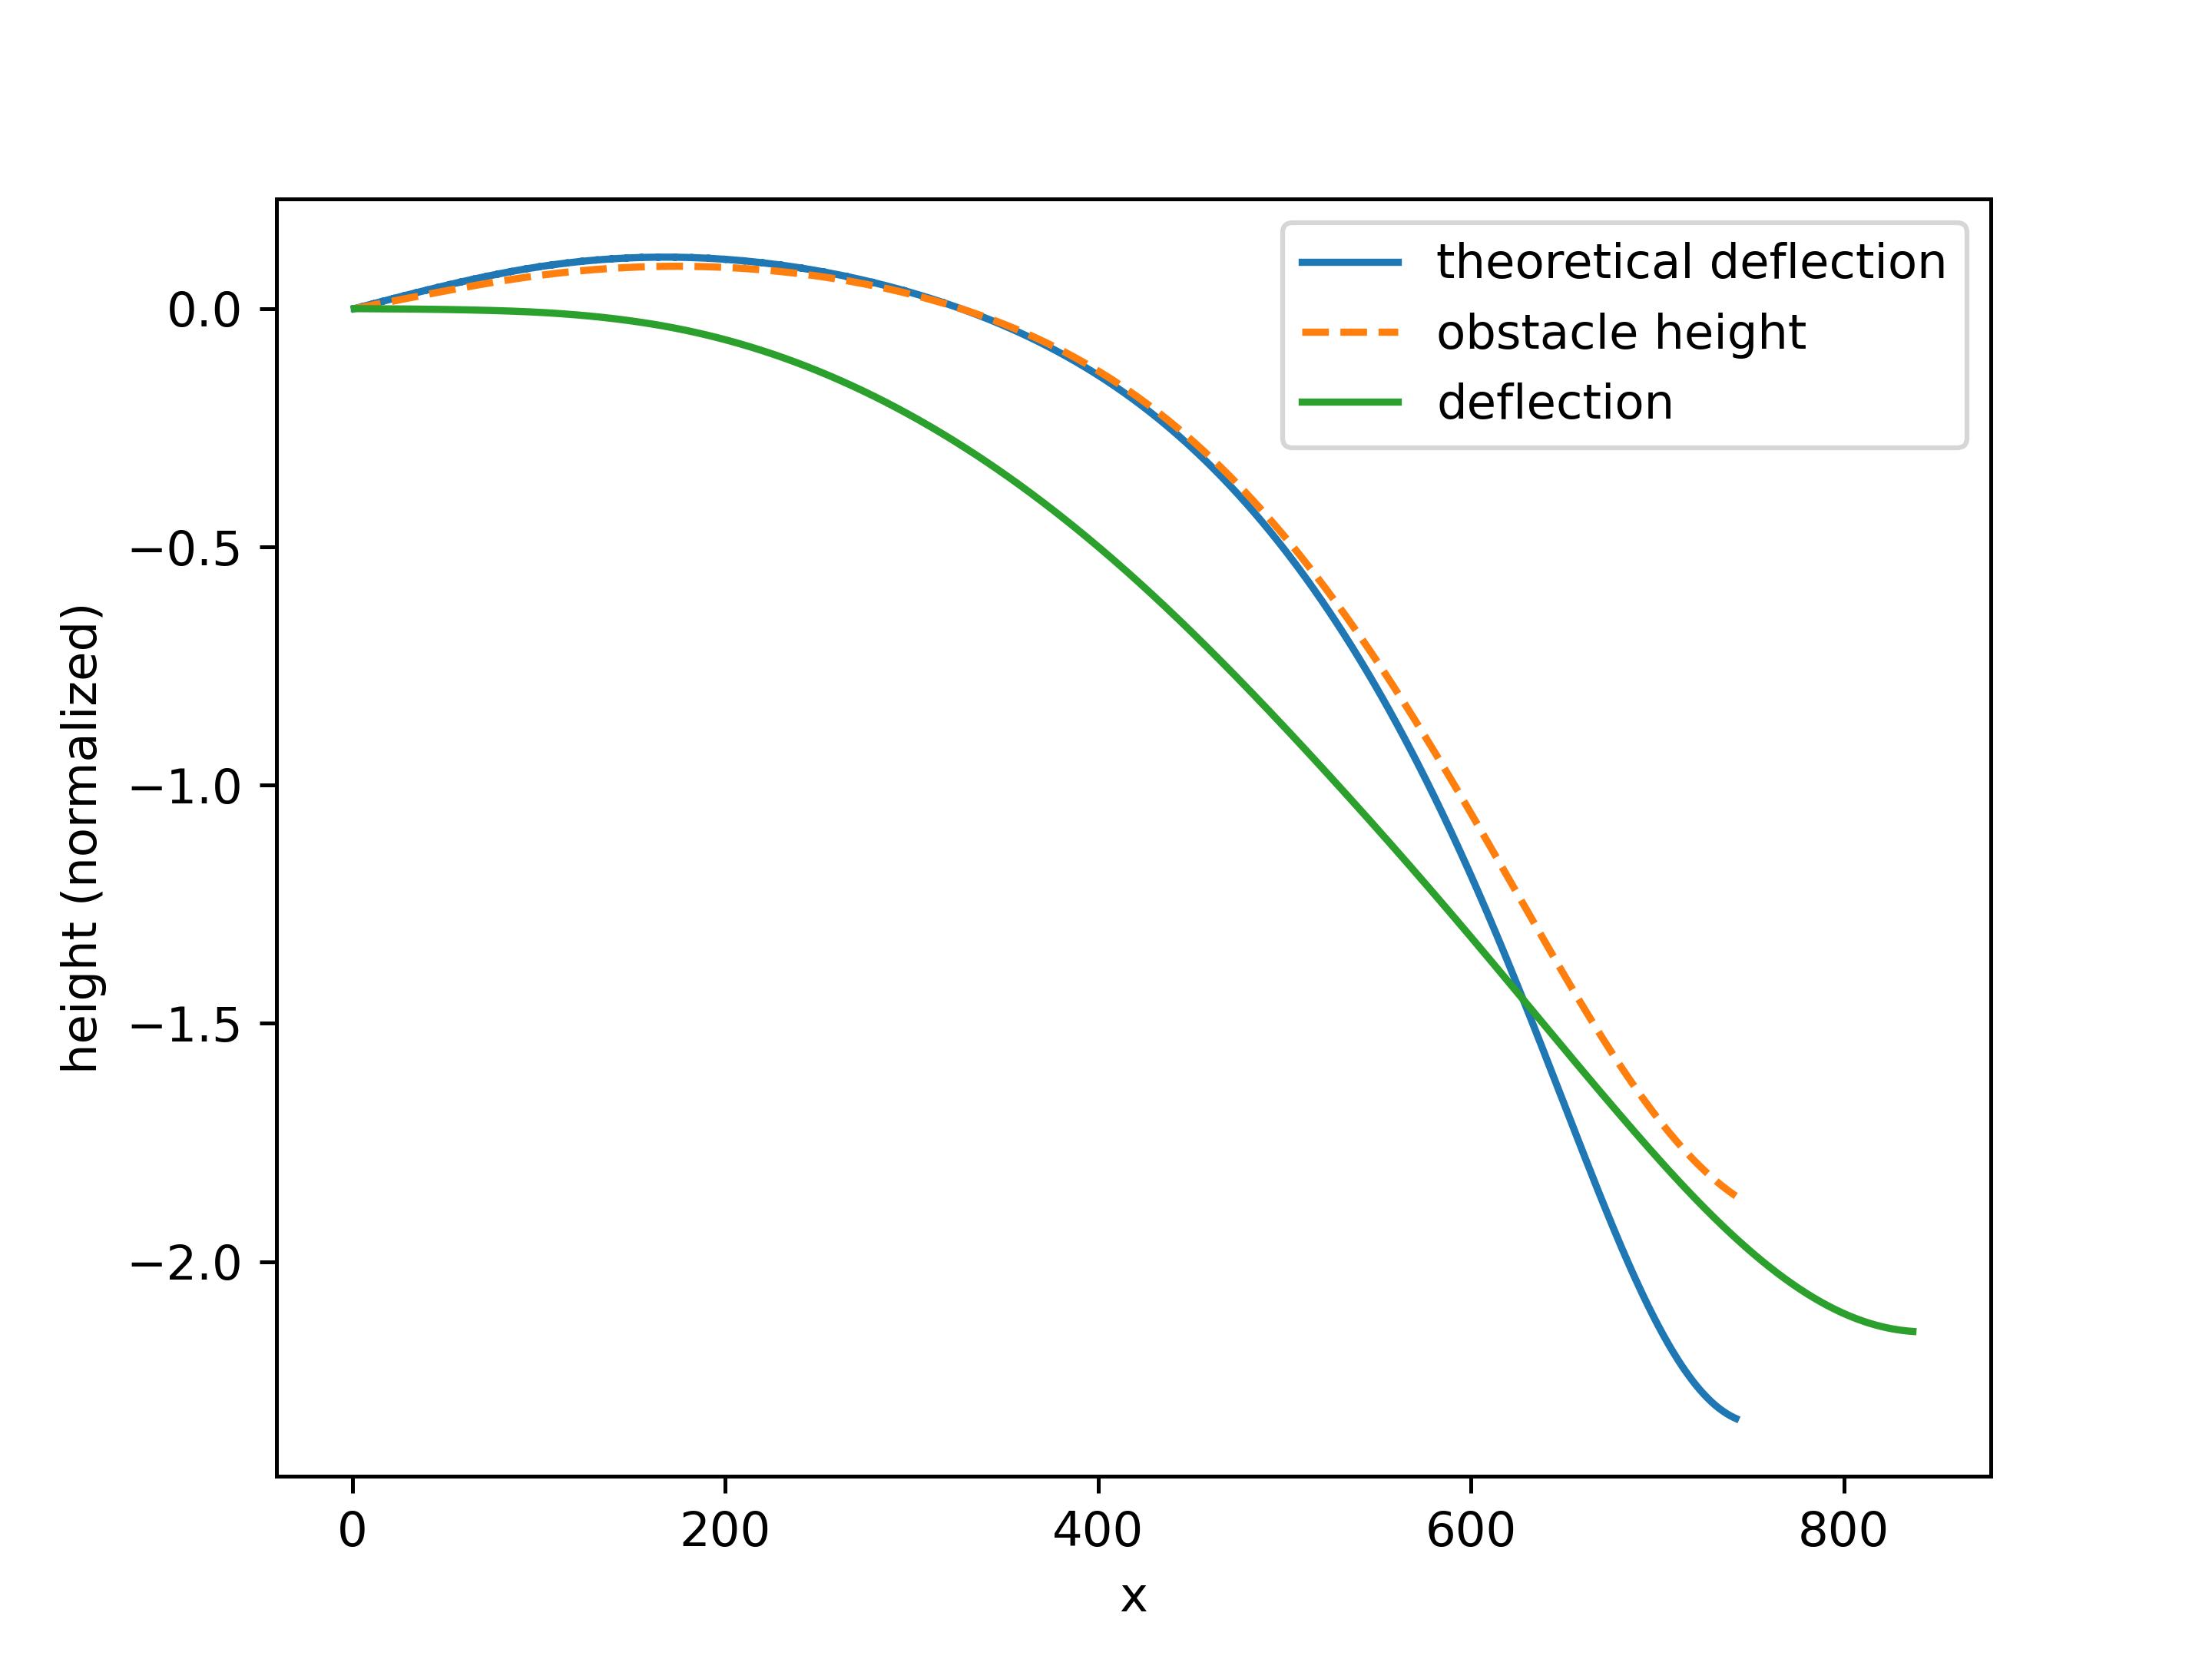 theoretical deflection
obstacle height
deflection
0.0
−0.5
−1.0
−1.5
−2.0
height (normalized)
0 200 400 600 800
x